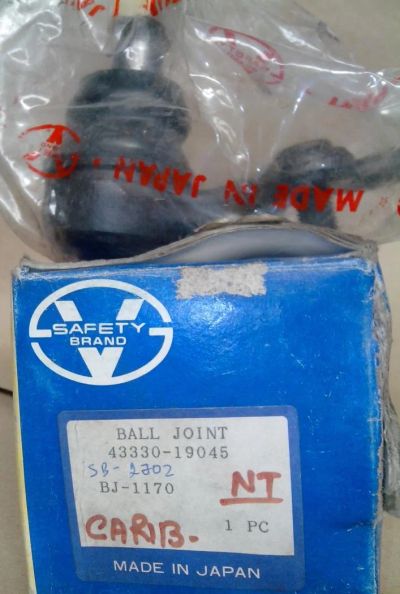 MADE IN JAPAN
SAFETY
BRAND
BALL JOINT
43330-19045
SB-2702
BJ-1170
NT
CARIB.
1 PC
MADE IN JAPAN